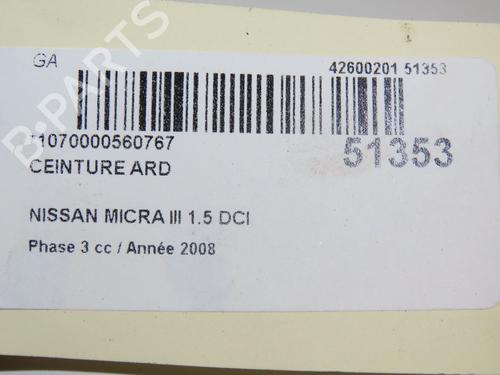 GA
42600201 51353
11070000560767
51353
CEINTURE ARD
NISSAN MICRA III 1.5 DCI
Phase 3 cc / Année 2008
B-PARTS